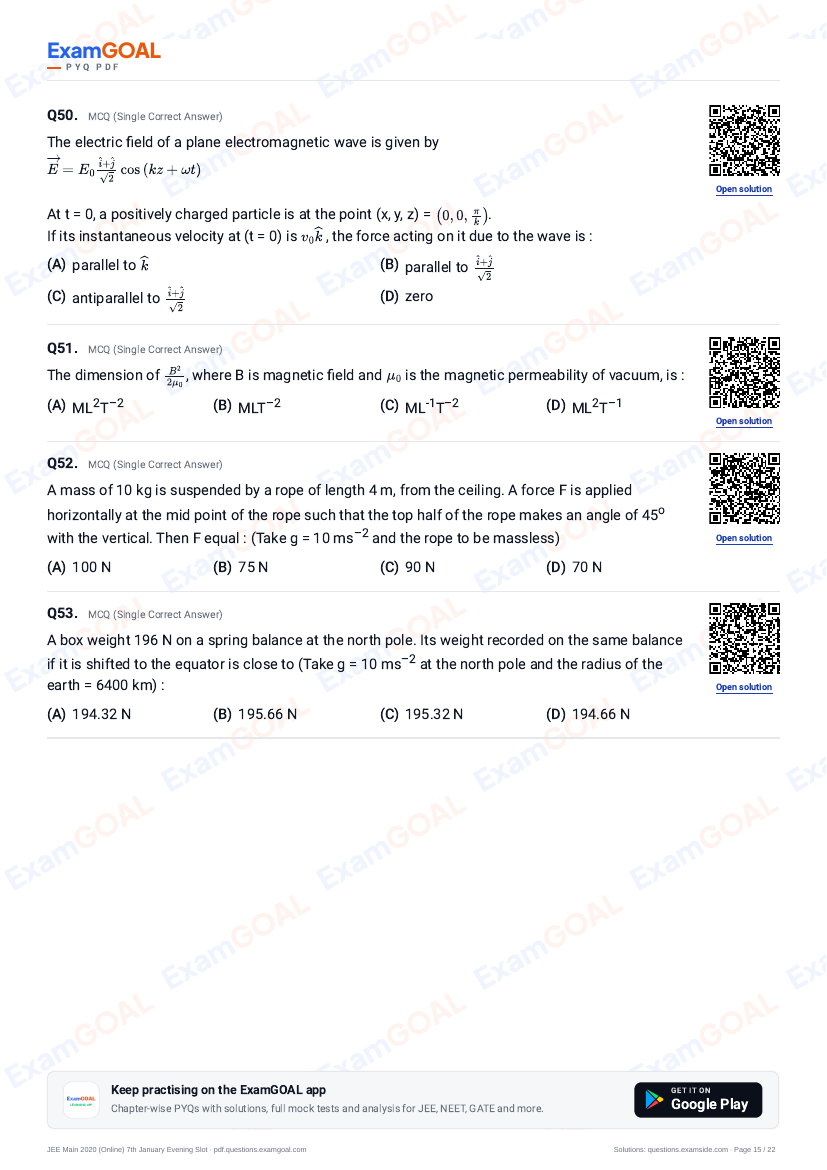 ExamGOAL
PYQ PDF
Q50. MCQ (Single Correct Answer)
The electric field of a plane electromagnetic wave is given by
$\overrightarrow{E} = E_0 \frac{\hat{i}+\hat{j}}{\sqrt{2}} \cos(kz + \omega t)$
Open solution
At t = 0, a positively charged particle is at the point (x, y, z) = $\left(0, 0, \frac{\pi}{k}\right)$.
If its instantaneous velocity at (t = 0) is $v_0\hat{k}$ , the force acting on it due to the wave is :
(A) parallel to $\hat{k}$ (B) parallel to $\frac{\hat{i}+\hat{j}}{\sqrt{2}}$
(C) antiparallel to $\frac{\hat{i}+\hat{j}}{\sqrt{2}}$ (D) zero
Q51. MCQ (Single Correct Answer)
The dimension of $\frac{B^2}{2\mu_0}$, where B is magnetic field and $\mu_0$ is the magnetic permeability of vacuum, is :
(A) ML²T⁻² (B) MLT⁻² (C) ML⁻¹T⁻² (D) ML²T⁻¹
Open solution
Q52. MCQ (Single Correct Answer)
A mass of 10 kg is suspended by a rope of length 4 m, from the ceiling. A force F is applied
horizontally at the mid point of the rope such that the top half of the rope makes an angle of 45º
with the vertical. Then F equal : (Take g = 10 ms⁻² and the rope to be massless)
Open solution
(A) 100 N (B) 75 N (C) 90 N (D) 70 N
Q53. MCQ (Single Correct Answer)
A box weight 196 N on a spring balance at the north pole. Its weight recorded on the same balance
if it is shifted to the equator is close to (Take g = 10 ms⁻² at the north pole and the radius of the
earth = 6400 km) :
Open solution
(A) 194.32 N (B) 195.66 N (C) 195.32 N (D) 194.66 N
Keep practising on the ExamGOAL app
Chapter-wise PYQs with solutions, full mock tests and analysis for JEE, NEET, GATE and more.
ExamGOAL
GET IT ON
Google Play
JEE Main 2020 (Online) 7th January Evening Slot · pdf.questions.examgoal.com
Solutions: questions.examside.com · Page 15 / 22